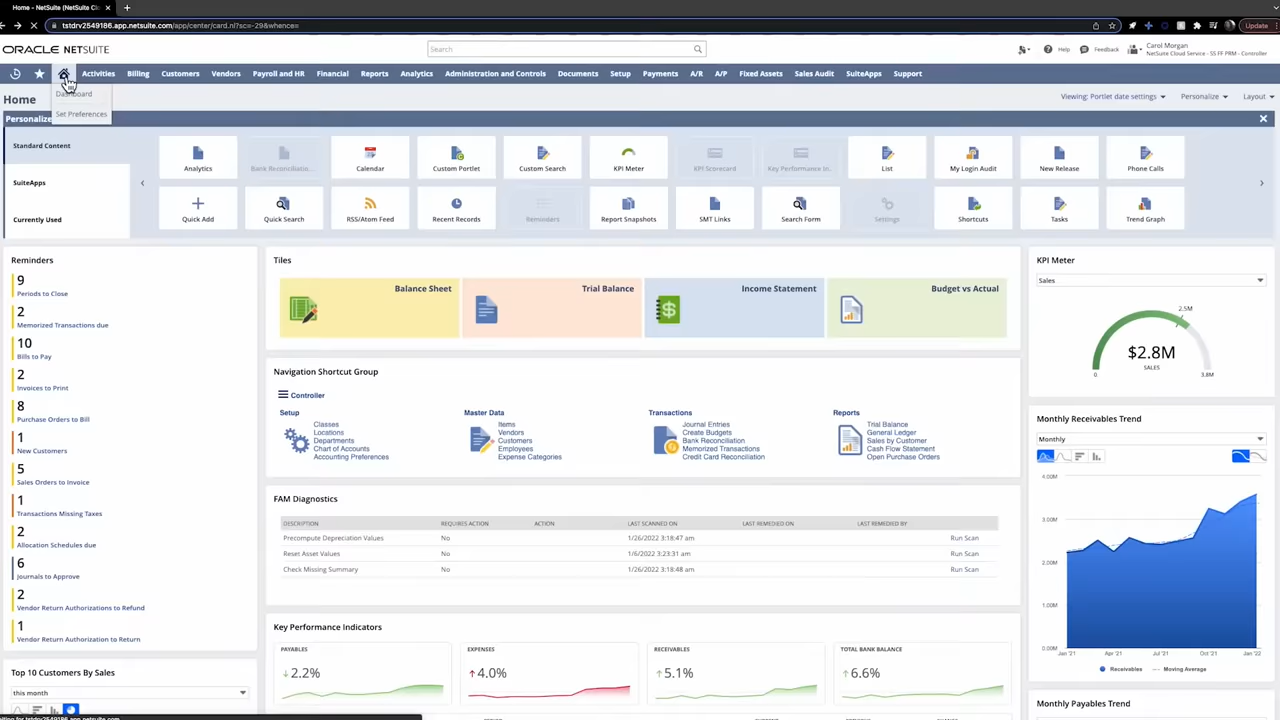 Home - NetSuite (NetSuite Cl
tstdrv2549186.app.netsuite.com/app/center/card.nl?sc=-29&whence=
Update
ORACLE NETSUITE
Search
Help
Feedback
Carol Morgan
NetSuite Cloud Service - SS FF PRM - Controller
Activities Billing Customers Vendors Payroll and HR Financial Reports Analytics Administration and Controls Documents Setup Payments A/R A/P Fixed Assets Sales Audit SuiteApps Support
Dashboard
Set Preferences
Home
Viewing: Portlet date settings
Personalize
Layout
Personalize
Standard Content
SuiteApps
Currently Used
Analytics
Bank Reconciliatio...
Calendar
Custom Portlet
Custom Search
KPI Meter
KPI Scorecard
Key Performance In...
List
My Login Audit
New Release
Phone Calls
Quick Add
Quick Search
RSS/Atom Feed
Recent Records
Reminders
Report Snapshots
SMT Links
Search Form
Settings
Shortcuts
Tasks
Trend Graph
Reminders
9
Periods to Close
2
Memorized Transactions due
10
Bills to Pay
2
Invoices to Print
8
Purchase Orders to Bill
1
New Customers
5
Sales Orders to Invoice
1
Transactions Missing Taxes
2
Allocation Schedules due
6
Journals to Approve
2
Vendor Return Authorizations to Refund
1
Vendor Return Authorization to Return
Top 10 Customers By Sales
this month
Tiles
Balance Sheet
Trial Balance
Income Statement
Budget vs Actual
Navigation Shortcut Group
Controller
Setup
Classes
Locations
Departments
Chart of Accounts
Accounting Preferences
Master Data
Items
Vendors
Customers
Employees
Expense Categories
Transactions
Journal Entries
Create Budgets
Bank Reconciliation
Memorized Transactions
Credit Card Reconciliation
Reports
Trial Balance
General Ledger
Sales by Customer
Cash Flow Statement
Open Purchase Orders
FAM Diagnostics
DESCRIPTION REQUIRES ACTION ACTION LAST SCANNED ON LAST REMEDIED ON LAST REMEDIED BY
Precompute Depreciation Values No 1/26/2022 3:18:47 am Run Scan
Reset Asset Values No 1/6/2022 3:23:31 am Run Scan
Check Missing Summary No 1/26/2022 3:18:48 am Run Scan
Key Performance Indicators
PAYABLES
2.2%
EXPENSES
4.0%
RECEIVABLES
5.1%
TOTAL BANK BALANCE
6.6%
KPI Meter
Sales
2.5M
$2.8M
SALES
0
3.8M
Monthly Receivables Trend
Monthly
4.00M
3.00M
2.00M
1.00M
0.00M
Jan '21 Apr '21 Jul '21 Oct '21 Jan '22
Receivables Moving Average
Monthly Payables Trend